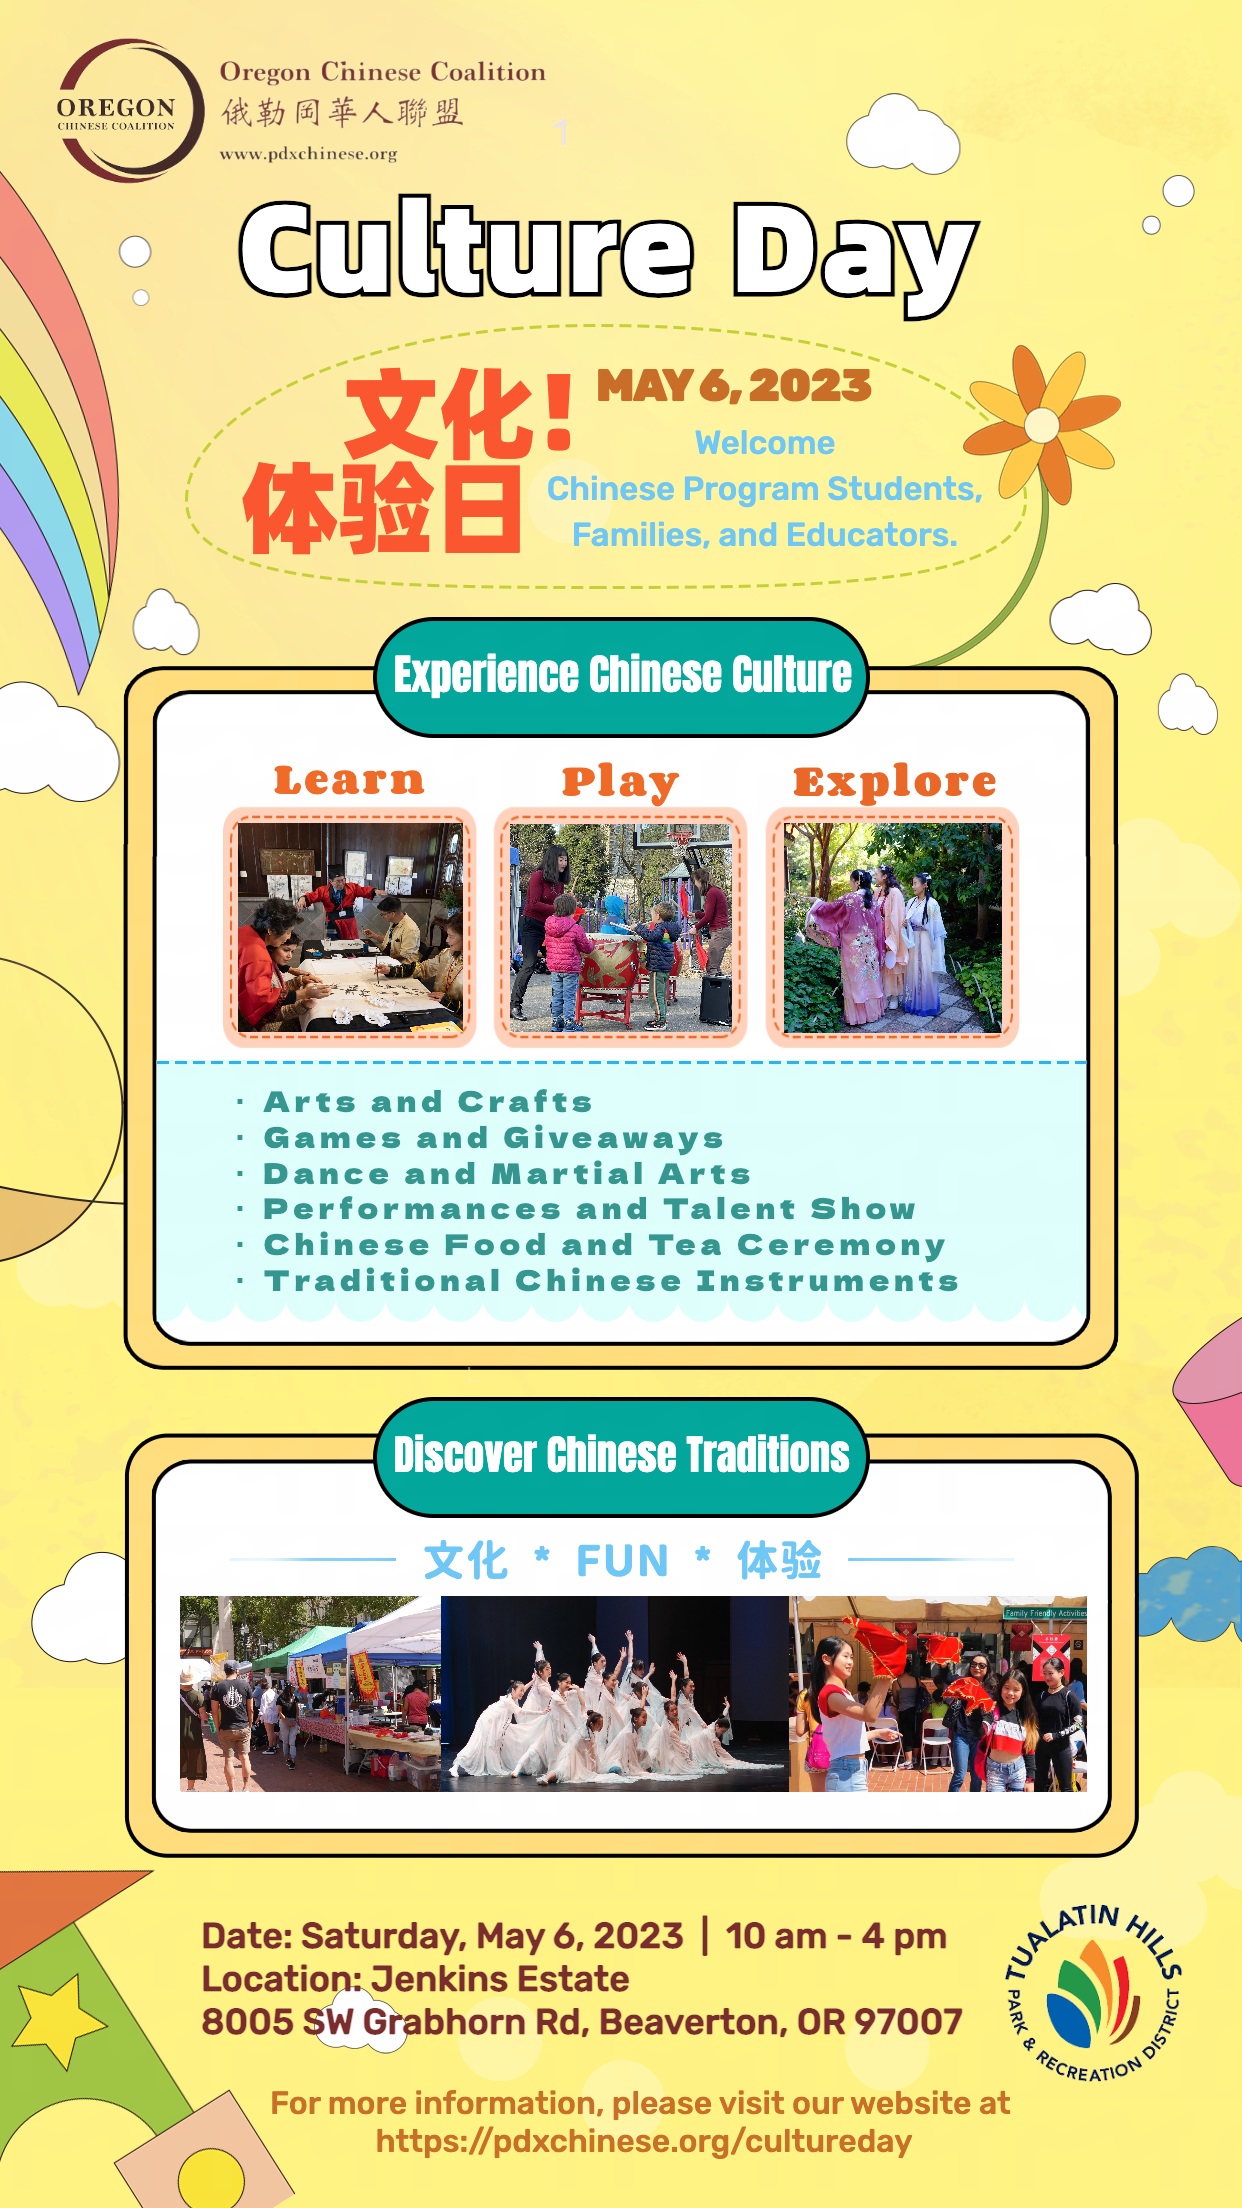 OREGON
CHINESE COALITION
Oregon Chinese Coalition
俄勒岡華人聯盟
www.pdxchinese.org
1
Culture Day
文化!
体验日
MAY 6, 2023
Welcome
Chinese Program Students,
Families, and Educators.
Experience Chinese Culture
Learn
Play
Explore
· Arts and Crafts
· Games and Giveaways
· Dance and Martial Arts
· Performances and Talent Show
· Chinese Food and Tea Ceremony
· Traditional Chinese Instruments
Discover Chinese Traditions
文化 * FUN * 体验
Family Friendly Activities
Date: Saturday, May 6, 2023 | 10 am - 4 pm
Location: Jenkins Estate
8005 SW Grabhorn Rd, Beaverton, OR 97007
TUALATIN HILLS
PARK & RECREATION DISTRICT
For more information, please visit our website at
https://pdxchinese.org/cultureday